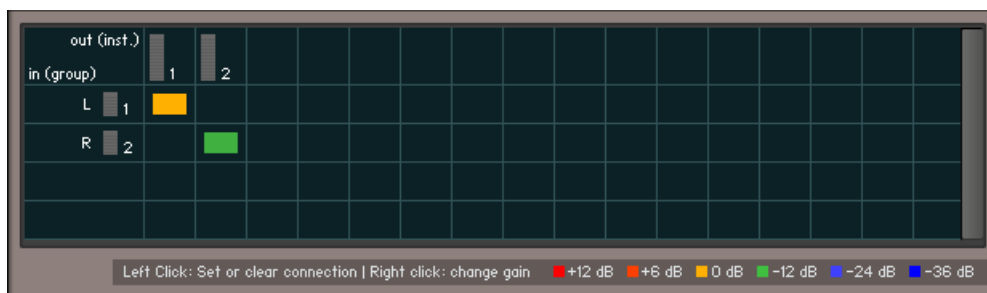 out (inst.)
1 2
in (group)
L 1
R 2
Left Click: Set or clear connection | Right click: change gain +12 dB +6 dB 0 dB -12 dB -24 dB -36 dB